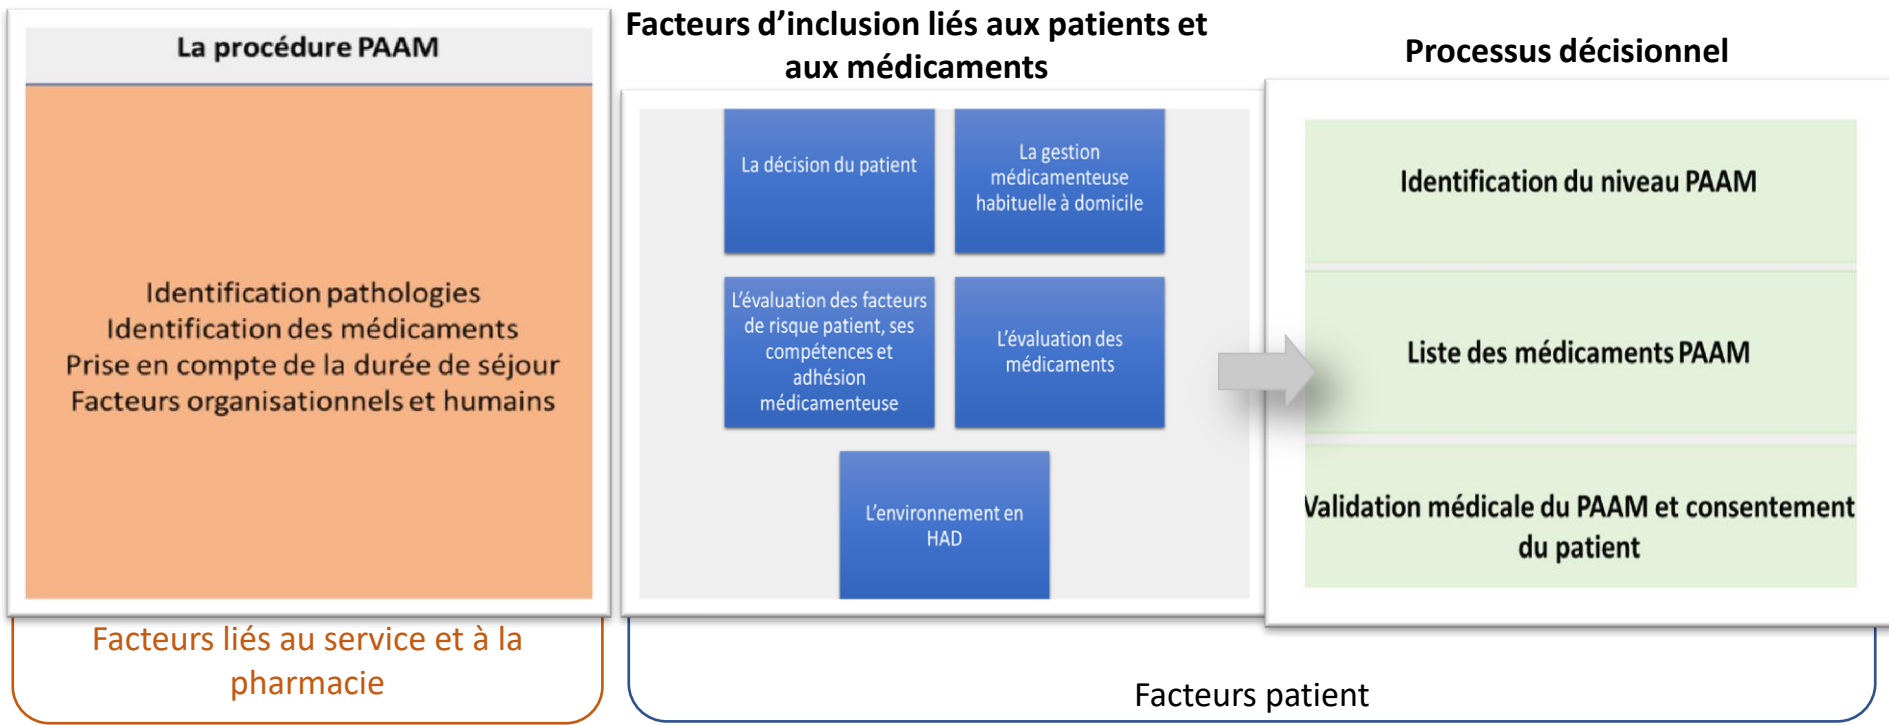 La procédure PAAM
Identification pathologies
Identification des médicaments
Prise en compte de la durée de séjour
Facteurs organisationnels et humains
Facteurs liés au service et à la
pharmacie
Facteurs d’inclusion liés aux patients et
aux médicaments
La décision du patient
La gestion
médicamenteuse
habituelle à domicile
L’évaluation des facteurs
de risque patient, ses
compétences et
adhésion
médicamenteuse
L’évaluation des
médicaments
L’environnement en
HAD
Processus décisionnel
Identification du niveau PAAM
Liste des médicaments PAAM
Validation médicale du PAAM et consentement
du patient
Facteurs patient